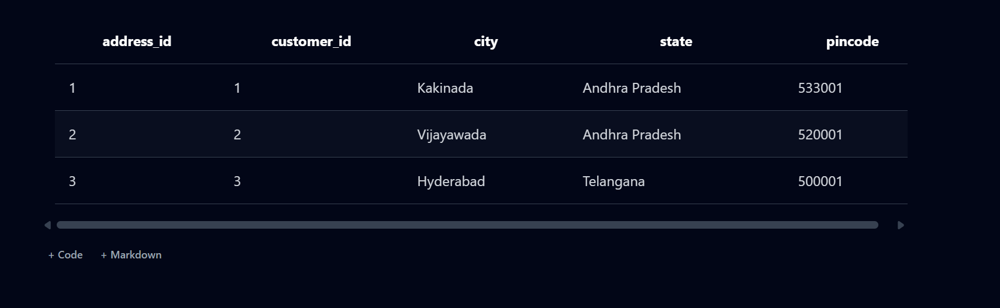 address_id customer_id city state pincode
1 1 Kakinada Andhra Pradesh 533001
2 2 Vijayawada Andhra Pradesh 520001
3 3 Hyderabad Telangana 500001
+ Code + Markdown